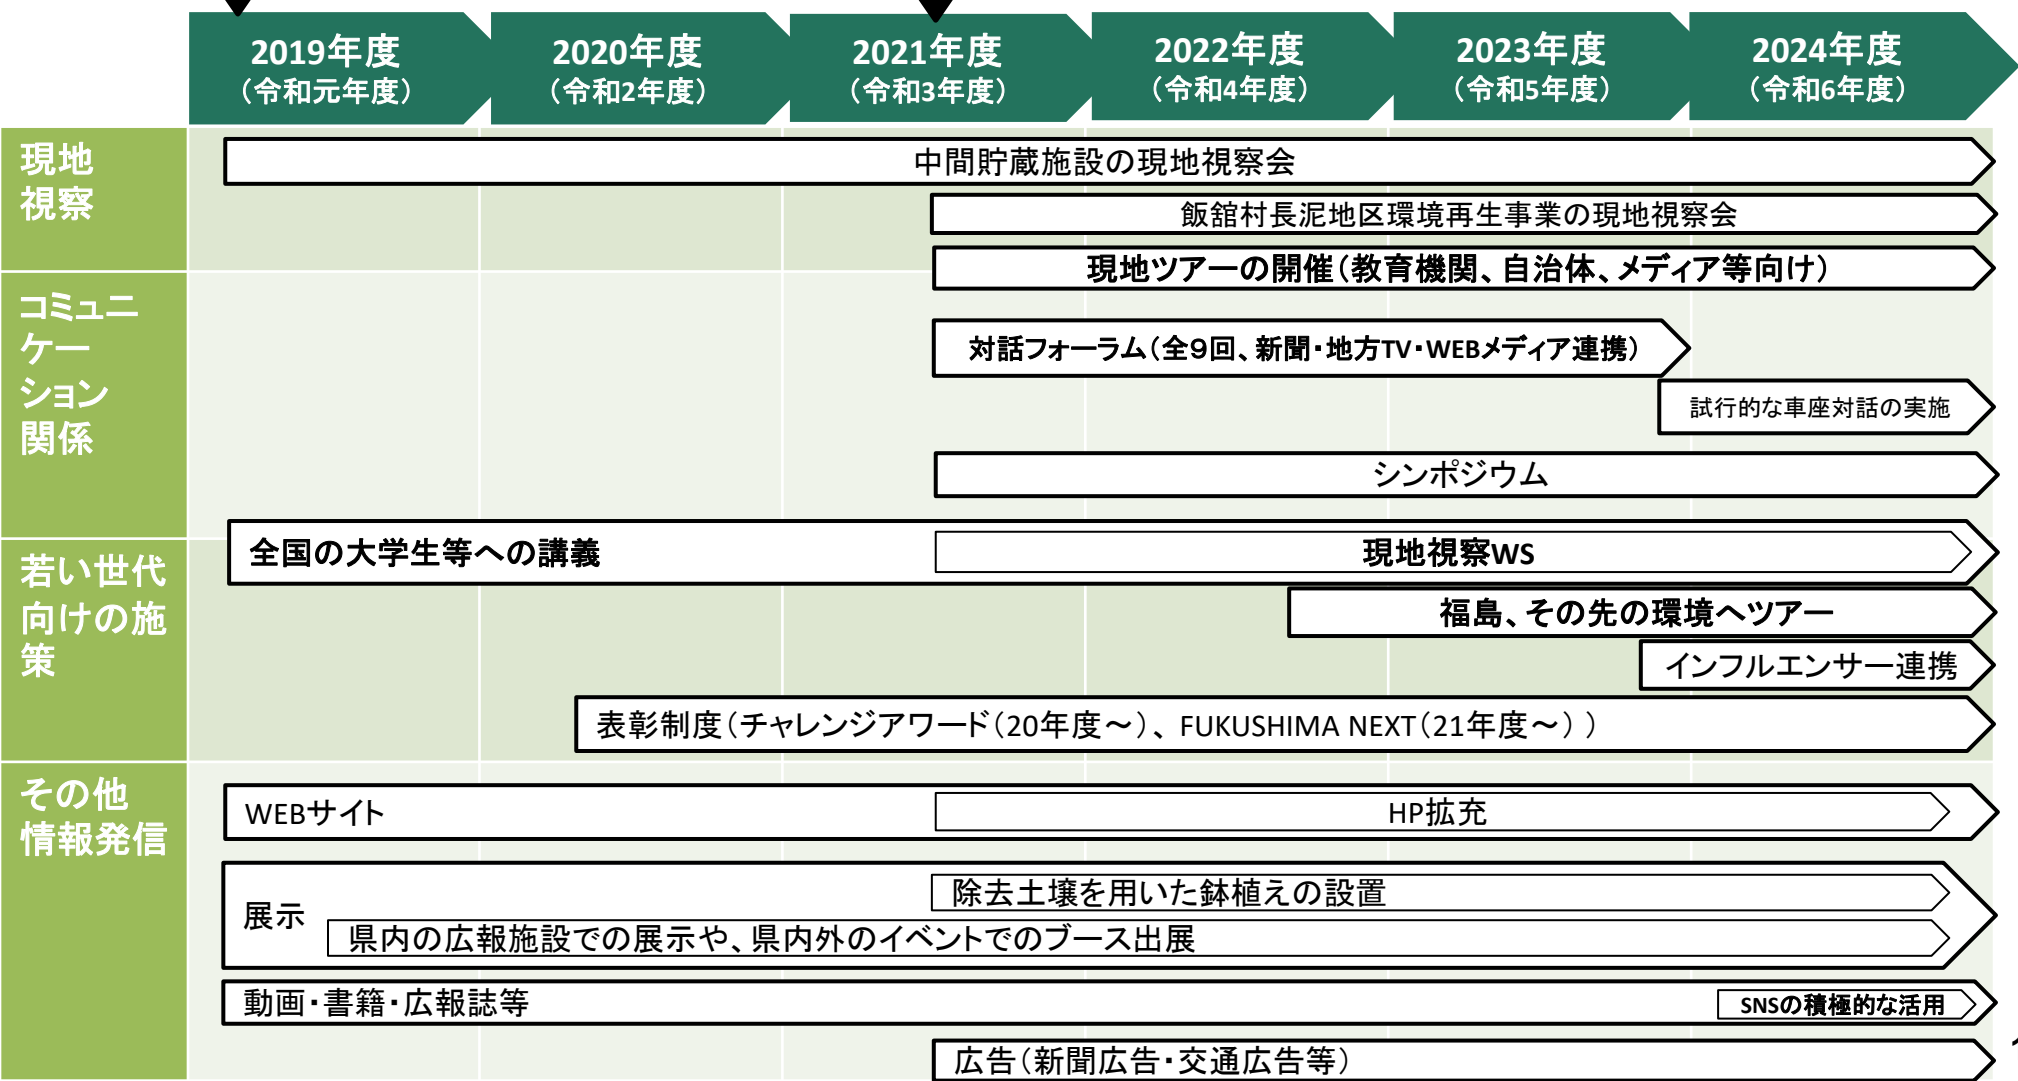 2019年度
（令和元年度）
2020年度
（令和2年度）
2021年度
（令和3年度）
2022年度
（令和4年度）
2023年度
（令和5年度）
2024年度
（令和6年度）
現地
視察
中間貯蔵施設の現地視察会
飯舘村長泥地区環境再生事業の現地視察会
現地ツアーの開催（教育機関、自治体、メディア等向け）
コミュニ
ケー
ション
関係
対話フォーラム（全９回、新聞・地方TV・WEBメディア連携）
試行的な車座対話の実施
シンポジウム
若い世代
向けの施
策
全国の大学生等への講義
現地視察WS
福島、その先の環境へツアー
インフルエンサー連携
表彰制度（チャレンジアワード（20年度～）、FUKUSHIMA NEXT（21年度～））
その他
情報発信
WEBサイト
HP拡充
展示
除去土壌を用いた鉢植えの設置
県内の広報施設での展示や、県内外のイベントでのブース出展
動画・書籍・広報誌等
SNSの積極的な活用
広告（新聞広告・交通広告等）